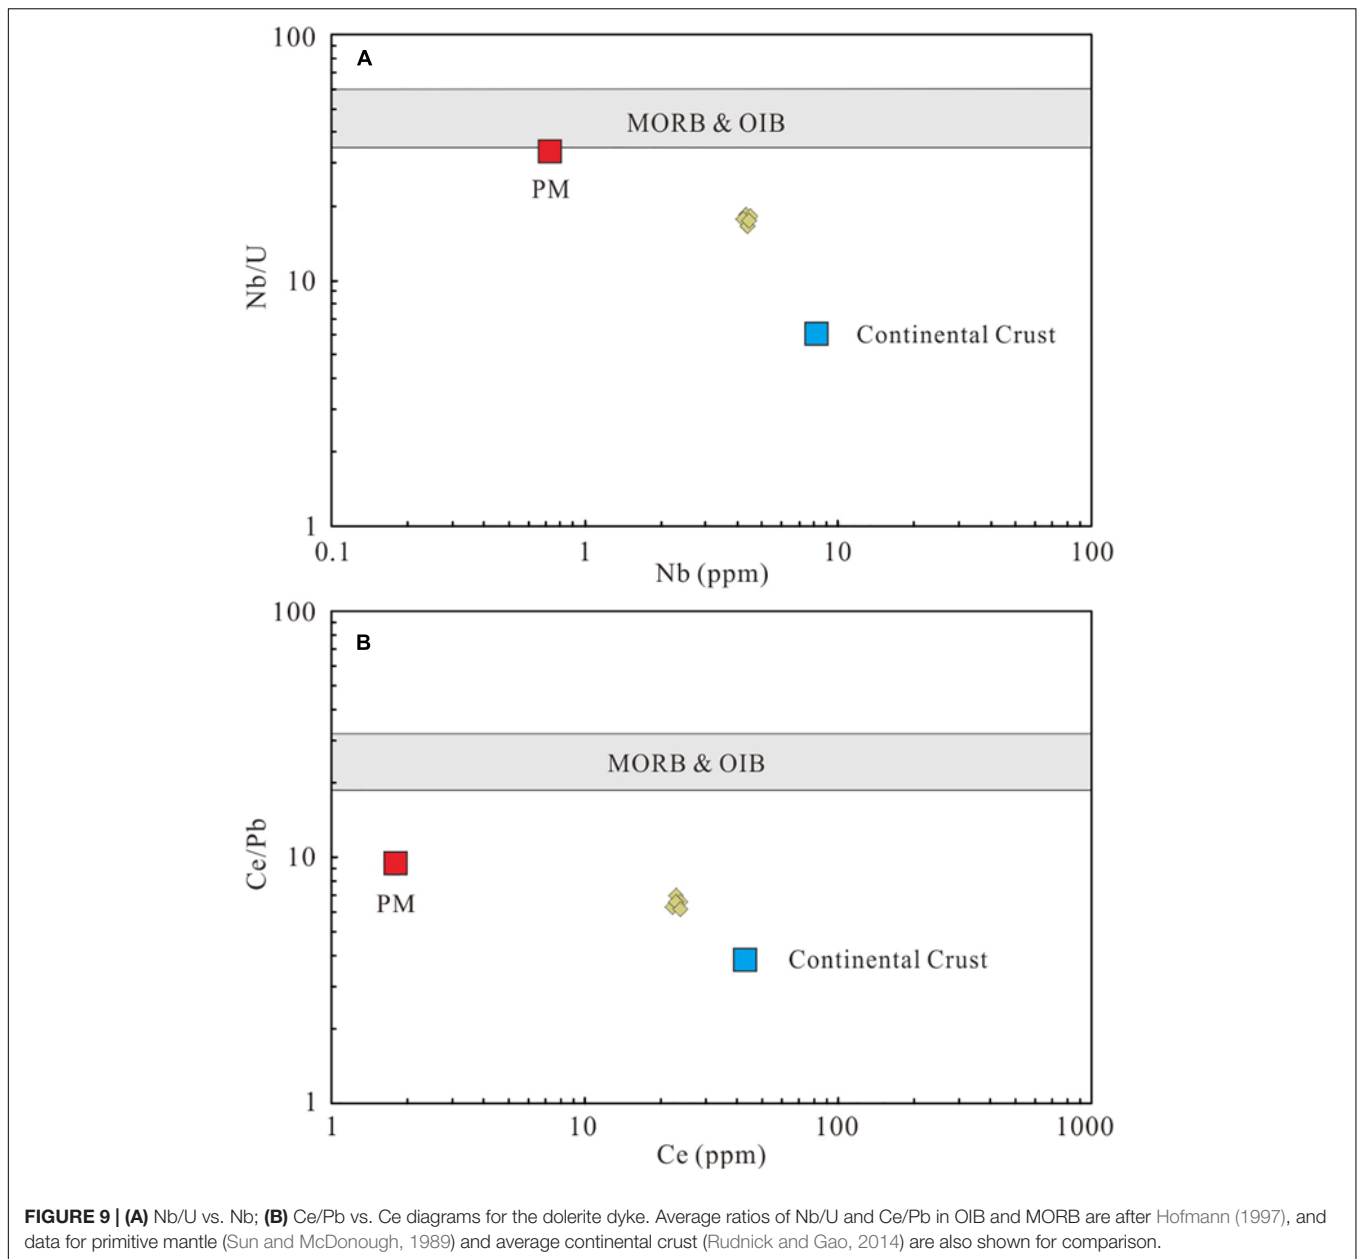 100
A
MORB & OIB
PM
Nb/U
10
Continental Crust
1
0.1 1 10 100
Nb (ppm)
100
B
MORB & OIB
Ce/Pb
10
PM
Continental Crust
1
1 10 100 1000
Ce (ppm)
FIGURE 9 | (A) Nb/U vs. Nb; (B) Ce/Pb vs. Ce diagrams for the dolerite dyke. Average ratios of Nb/U and Ce/Pb in OIB and MORB are after Hofmann (1997), and
data for primitive mantle (Sun and McDonough, 1989) and average continental crust (Rudnick and Gao, 2014) are also shown for comparison.